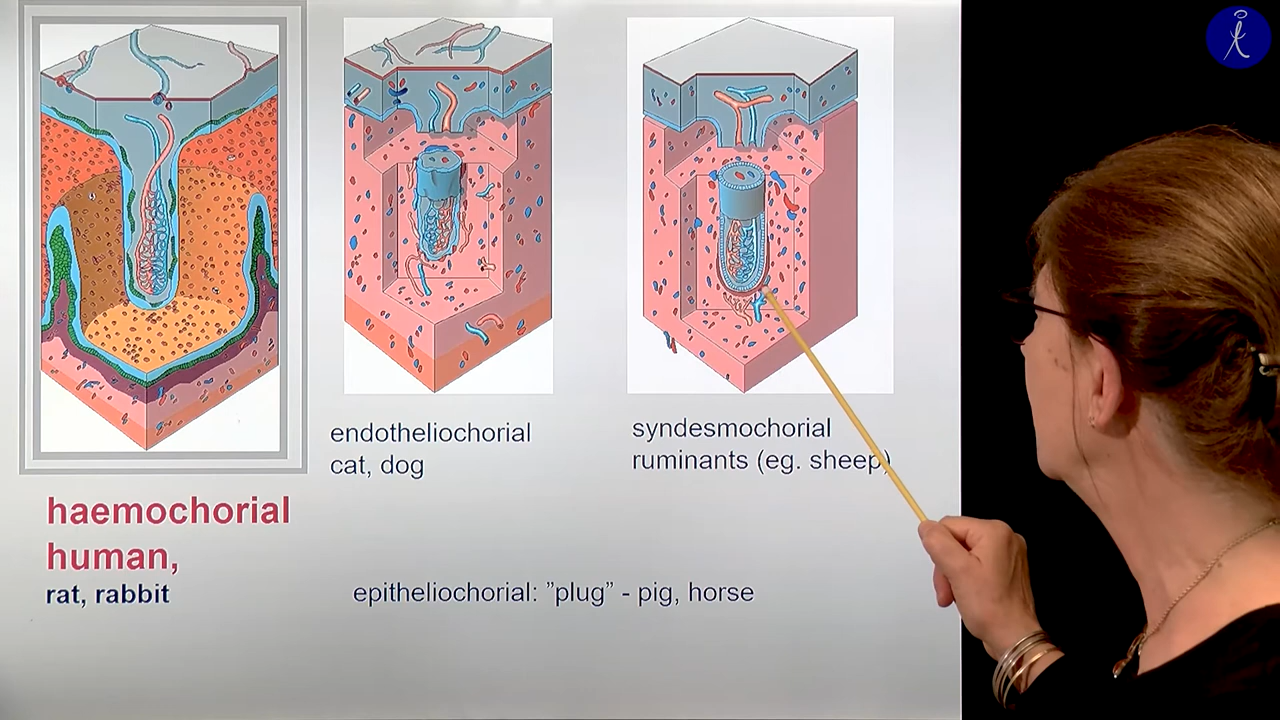 endotheliochorial
cat, dog
syndesmochorial
ruminants (eg. sheep)
haemochorial
human,
rat, rabbit
epitheliochorial: ”plug” - pig, horse